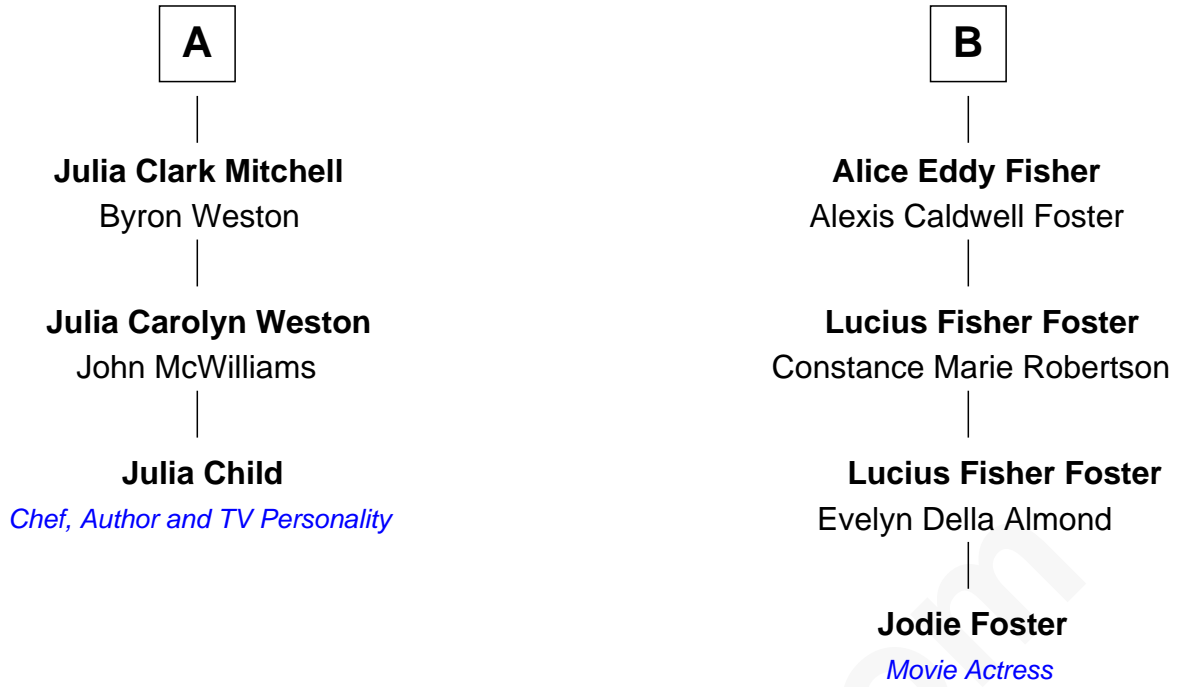 A
Julia Clark Mitchell
Byron Weston
Julia Carolyn Weston
John McWilliams
Julia Child
Chef, Author and TV Personality
B
Alice Eddy Fisher
Alexis Caldwell Foster
Lucius Fisher Foster
Constance Marie Robertson
Lucius Fisher Foster
Evelyn Della Almond
Jodie Foster
Movie Actress